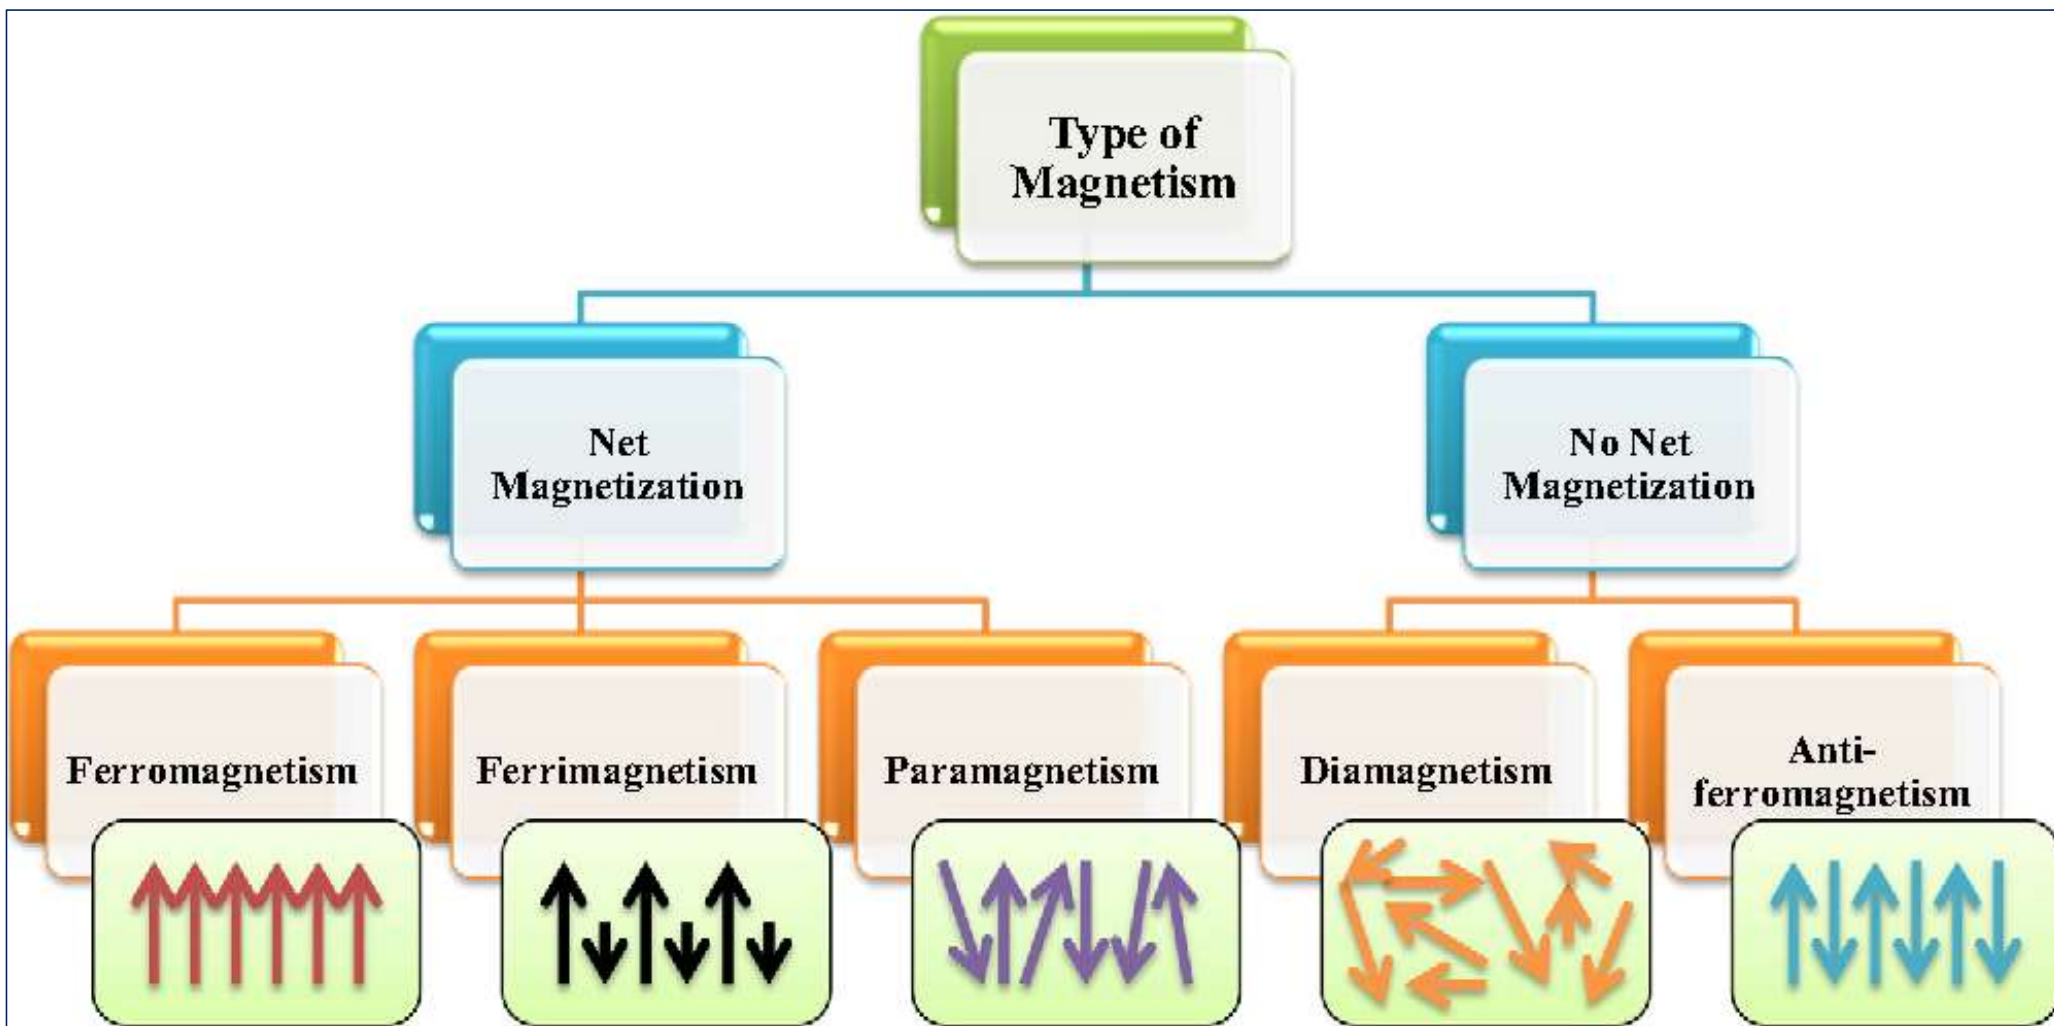 Type of
Magnetism
Net
Magnetization
No Net
Magnetization
Ferromagnetism
Ferrimagnetism
Paramagnetism
Diamagnetism
Anti-
ferromagnetism